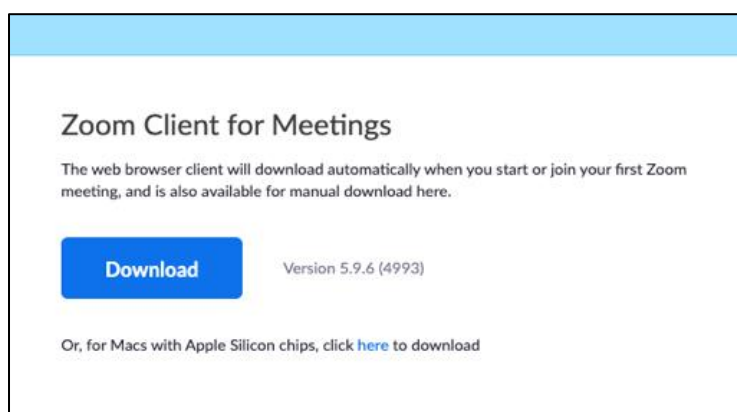 Zoom Client for Meetings
The web browser client will download automatically when you start or join your first Zoom
meeting, and is also available for manual download here.
Download Version 5.9.6 (4993)
Or, for Macs with Apple Silicon chips, click here to download